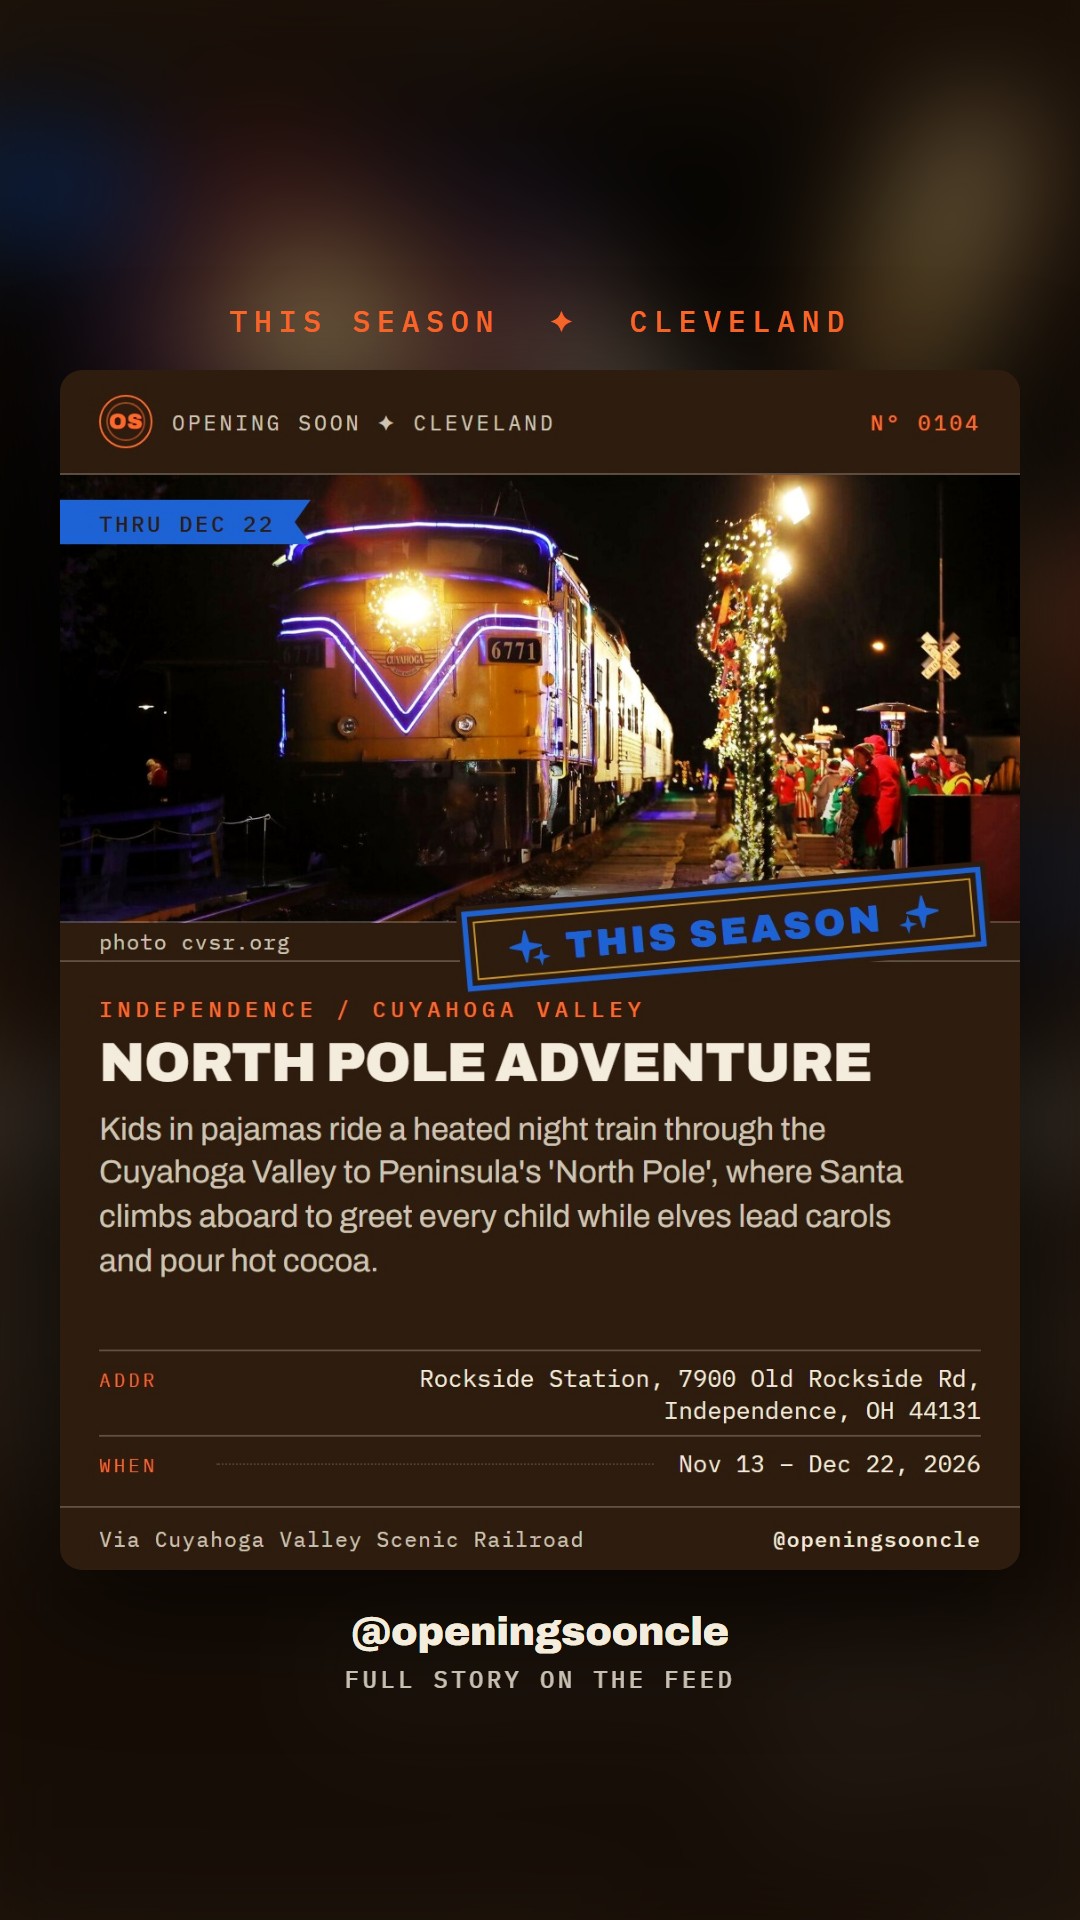 THIS SEASON ✦ CLEVELAND
OS OPENING SOON ✦ CLEVELAND N° 0104
THRU DEC 22
6771
6771
CUYAHOGA
THIS SEASON
photo cvsr.org
INDEPENDENCE / CUYAHOGA VALLEY
NORTH POLE ADVENTURE
Kids in pajamas ride a heated night train through the
Cuyahoga Valley to Peninsula's 'North Pole', where Santa
climbs aboard to greet every child while elves lead carols
and pour hot cocoa.
ADDR Rockside Station, 7900 Old Rockside Rd,
Independence, OH 44131
WHEN Nov 13 – Dec 22, 2026
Via Cuyahoga Valley Scenic Railroad @openingsooncle
@openingsooncle
FULL STORY ON THE FEED